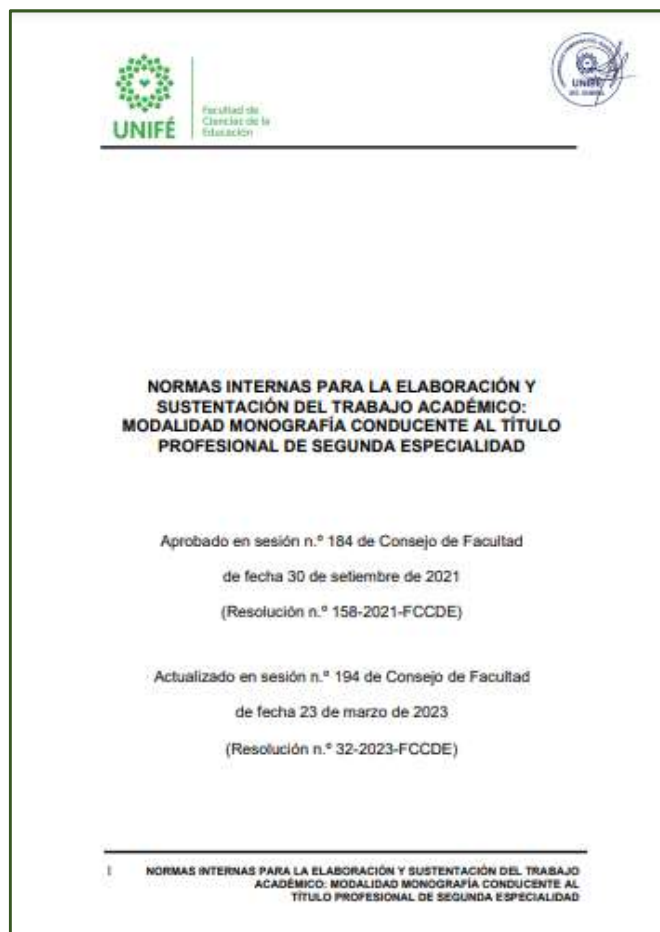 UNIFÉ
Facultad de
Ciencias de la
Educación
UNIFÉ
NORMAS INTERNAS PARA LA ELABORACIÓN Y
SUSTENTACIÓN DEL TRABAJO ACADÉMICO:
MODALIDAD MONOGRAFÍA CONDUCENTE AL TÍTULO
PROFESIONAL DE SEGUNDA ESPECIALIDAD
Aprobado en sesión n.º 184 de Consejo de Facultad
de fecha 30 de setiembre de 2021
(Resolución n.º 158-2021-FCCDE)
Actualizado en sesión n.º 194 de Consejo de Facultad
de fecha 23 de marzo de 2023
(Resolución n.º 32-2023-FCCDE)
NORMAS INTERNAS PARA LA ELABORACIÓN Y SUSTENTACIÓN DEL TRABAJO
ACADÉMICO: MODALIDAD MONOGRAFÍA CONDUCENTE AL
TÍTULO PROFESIONAL DE SEGUNDA ESPECIALIDAD